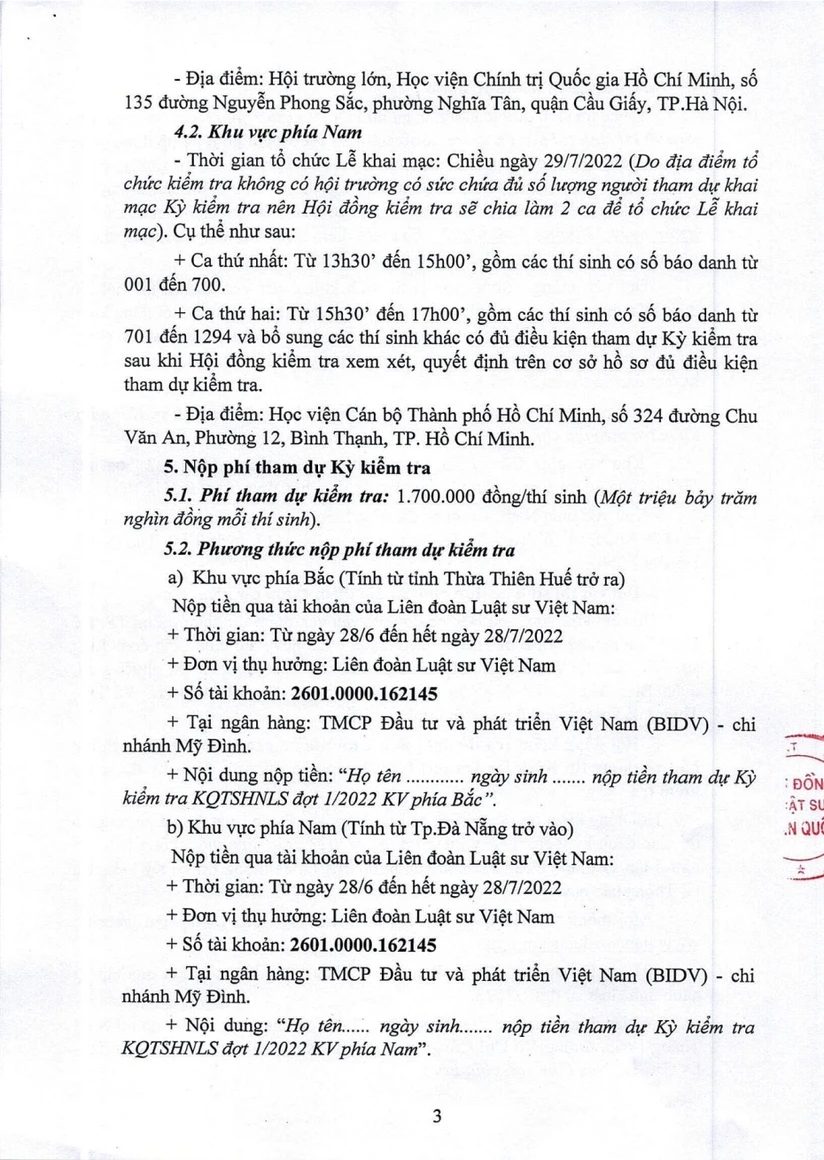 - Địa điểm: Hội trường lớn, Học viện Chính trị Quốc gia Hồ Chí Minh, số
135 đường Nguyễn Phong Sắc, phường Nghĩa Tân, quận Cầu Giấy, TP.Hà Nội.
4.2. Khu vực phía Nam
- Thời gian tổ chức Lễ khai mạc: Chiều ngày 29/7/2022 (Do địa điểm tổ
chức kiểm tra không có hội trường có sức chứa đủ số lượng người tham dự khai
mạc Kỳ kiểm tra nên Hội đồng kiểm tra sẽ chia làm 2 ca để tổ chức Lễ khai
mạc). Cụ thể như sau:
+ Ca thứ nhất: Từ 13h30’ đến 15h00’, gồm các thí sinh có số báo danh từ
001 đến 700.
+ Ca thứ hai: Từ 15h30’ đến 17h00’, gồm các thí sinh có số báo danh từ
701 đến 1294 và bổ sung các thí sinh khác có đủ điều kiện tham dự Kỳ kiểm tra
sau khi Hội đồng kiểm tra xem xét, quyết định trên cơ sở hồ sơ đủ điều kiện
tham dự kiểm tra.
- Địa điểm: Học viện Cán bộ Thành phố Hồ Chí Minh, số 324 đường Chu
Văn An, Phường 12, Bình Thạnh, TP. Hồ Chí Minh.
5. Nộp phí tham dự Kỳ kiểm tra
5.1. Phí tham dự kiểm tra: 1.700.000 đồng/thí sinh (Một triệu bảy trăm
nghìn đồng mỗi thí sinh).
5.2. Phương thức nộp phí tham dự kiểm tra
a) Khu vực phía Bắc (Tính từ tỉnh Thừa Thiên Huế trở ra)
Nộp tiền qua tài khoản của Liên đoàn Luật sư Việt Nam:
+ Thời gian: Từ ngày 28/6 đến hết ngày 28/7/2022
+ Đơn vị thụ hưởng: Liên đoàn Luật sư Việt Nam
+ Số tài khoản: 2601.0000.162145
+ Tại ngân hàng: TMCP Đầu tư và phát triển Việt Nam (BIDV) - chi
nhánh Mỹ Đình.
+ Nội dung nộp tiền: “Họ tên ............ ngày sinh ....... nộp tiền tham dự Kỳ
kiểm tra KQTSHNLS đợt 1/2022 KV phía Bắc”.
b) Khu vực phía Nam (Tính từ Tp.Đà Nẵng trở vào)
Nộp tiền qua tài khoản của Liên đoàn Luật sư Việt Nam:
+ Thời gian: Từ ngày 28/6 đến hết ngày 28/7/2022
+ Đơn vị thụ hưởng: Liên đoàn Luật sư Việt Nam
+ Số tài khoản: 2601.0000.162145
+ Tại ngân hàng: TMCP Đầu tư và phát triển Việt Nam (BIDV) - chi
nhánh Mỹ Đình.
+ Nội dung: “Họ tên...... ngày sinh....... nộp tiền tham dự Kỳ kiểm tra
KQTSHNLS đợt 1/2022 KV phía Nam”.
3